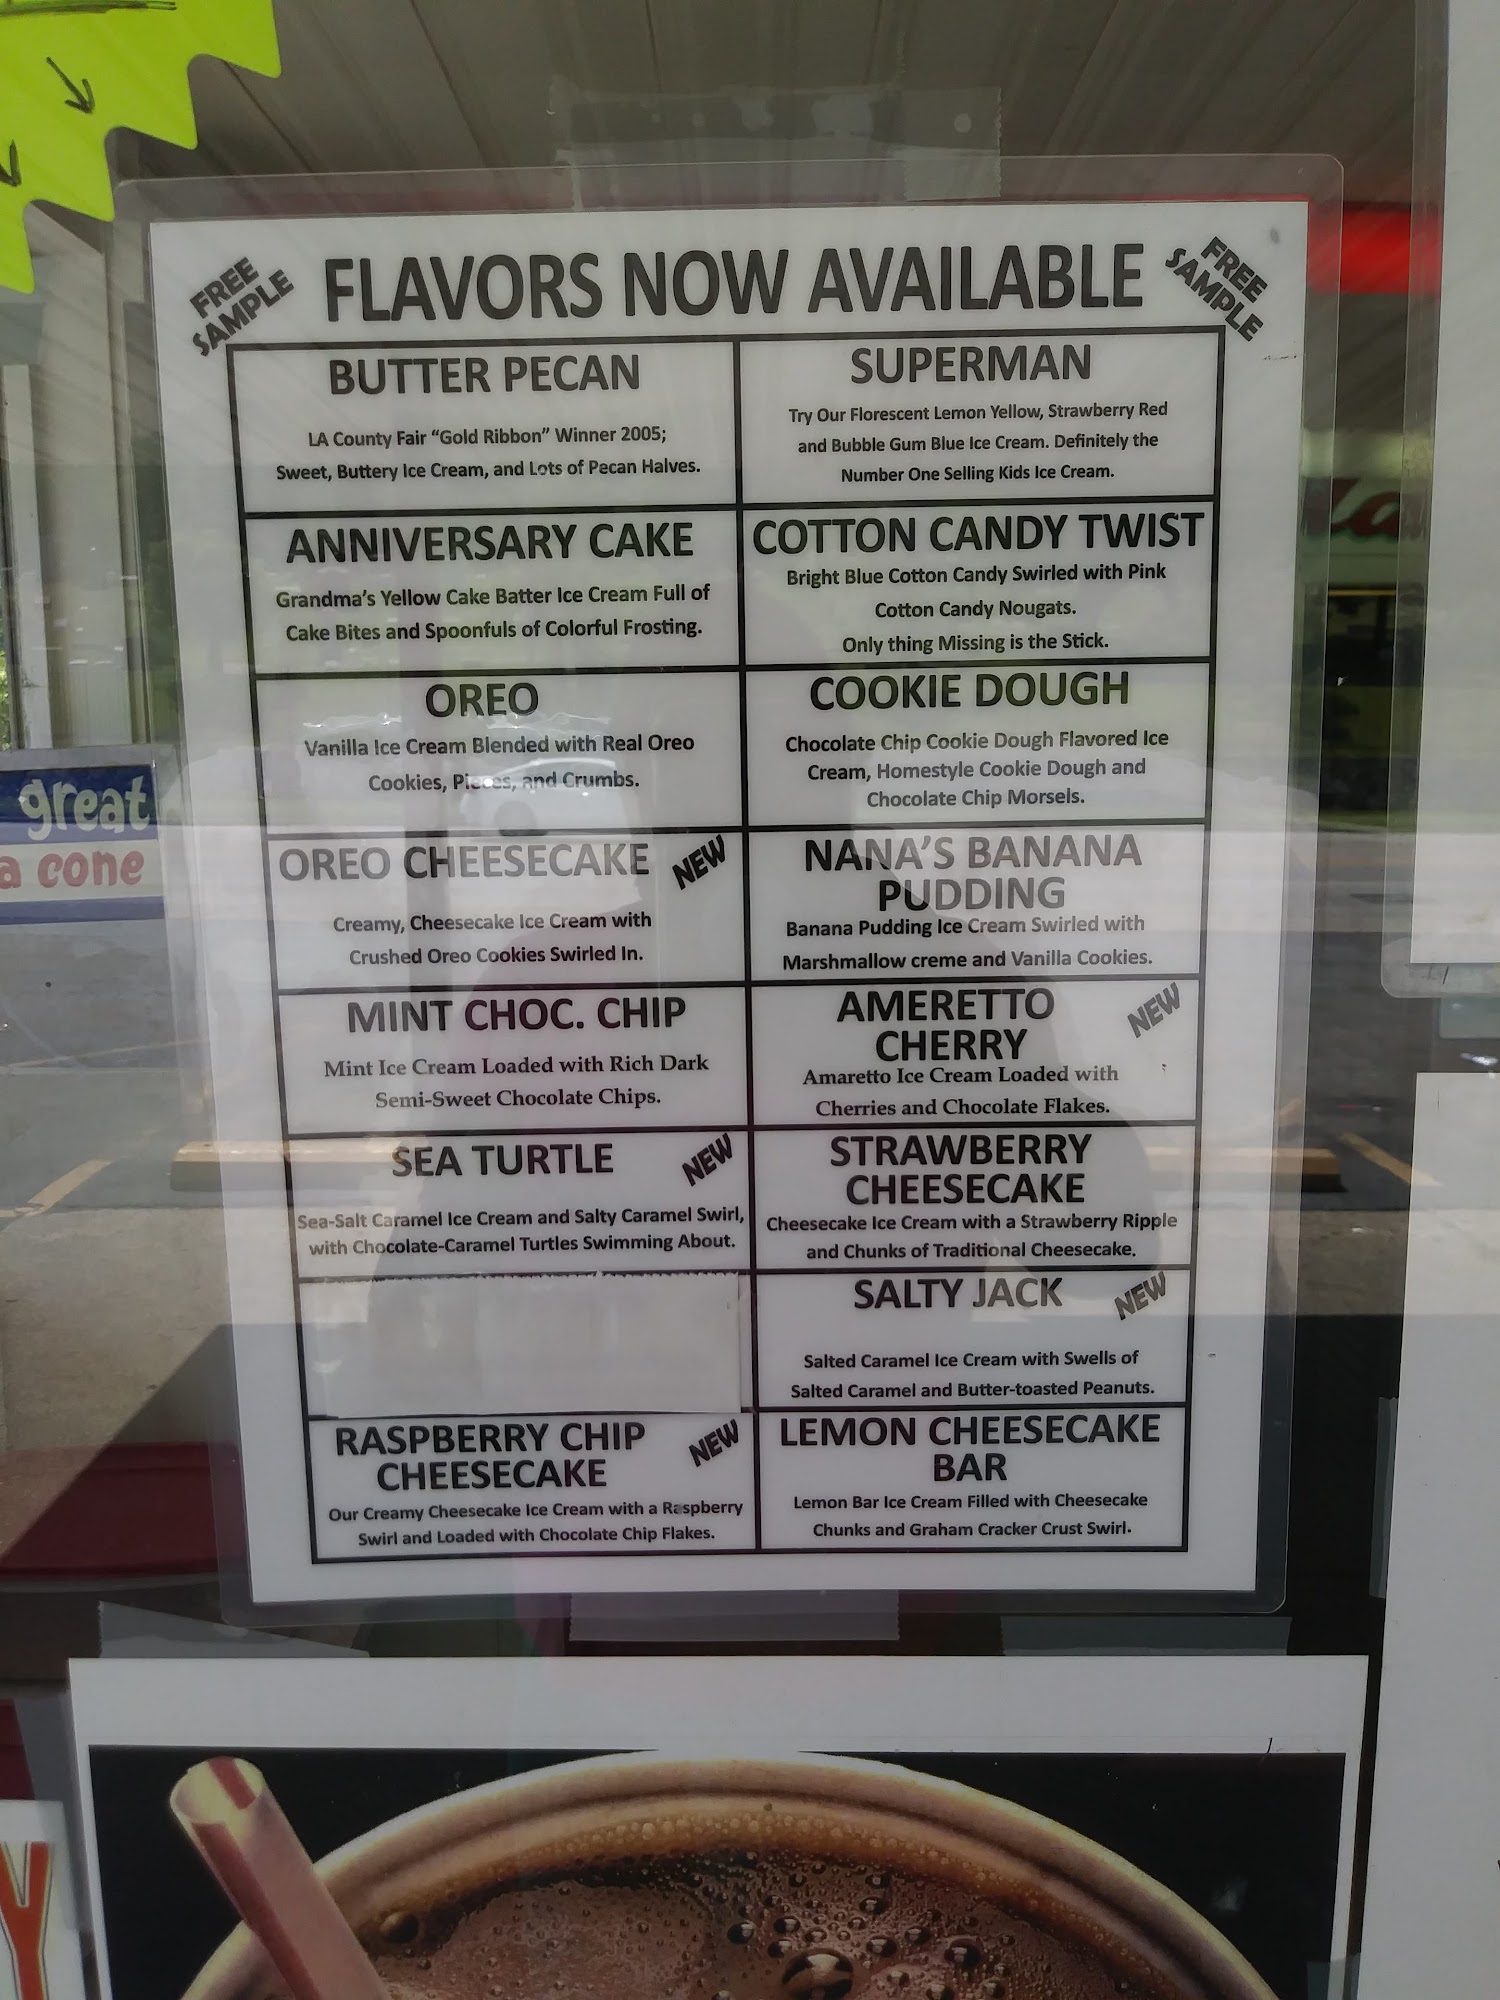 FREE
SAMPLE
FLAVORS NOW AVAILABLE
FREE
SAMPLE
BUTTER PECAN
LA County Fair “Gold Ribbon” Winner 2005;
Sweet, Buttery Ice Cream, and Lots of Pecan Halves.
SUPERMAN
Try Our Florescent Lemon Yellow, Strawberry Red
and Bubble Gum Blue Ice Cream. Definitely the
Number One Selling Kids Ice Cream.
ANNIVERSARY CAKE
Grandma’s Yellow Cake Batter Ice Cream Full of
Cake Bites and Spoonfuls of Colorful Frosting.
COTTON CANDY TWIST
Bright Blue Cotton Candy Swirled with Pink
Cotton Candy Nougats.
Only thing Missing is the Stick.
OREO
Vanilla Ice Cream Blended with Real Oreo
Cookies, Pieces, and Crumbs.
COOKIE DOUGH
Chocolate Chip Cookie Dough Flavored Ice
Cream, Homestyle Cookie Dough and
Chocolate Chip Morsels.
great
a cone
OREO CHEESECAKE NEW
Creamy, Cheesecake Ice Cream with
Crushed Oreo Cookies Swirled In.
NANA’S BANANA
PUDDING
Banana Pudding Ice Cream Swirled with
Marshmallow creme and Vanilla Cookies.
MINT CHOC. CHIP
Mint Ice Cream Loaded with Rich Dark
Semi-Sweet Chocolate Chips.
AMERETTO NEW
CHERRY
Amaretto Ice Cream Loaded with
Cherries and Chocolate Flakes.
SEA TURTLE NEW
Sea-Salt Caramel Ice Cream and Salty Caramel Swirl,
with Chocolate-Caramel Turtles Swimming About.
STRAWBERRY
CHEESECAKE
Cheesecake Ice Cream with a Strawberry Ripple
and Chunks of Traditional Cheesecake.
SALTY JACK NEW
Salted Caramel Ice Cream with Swells of
Salted Caramel and Butter-toasted Peanuts.
RASPBERRY CHIP NEW
CHEESECAKE
Our Creamy Cheesecake Ice Cream with a Raspberry
Swirl and Loaded with Chocolate Chip Flakes.
LEMON CHEESECAKE
BAR
Lemon Bar Ice Cream Filled with Cheesecake
Chunks and Graham Cracker Crust Swirl.
Y